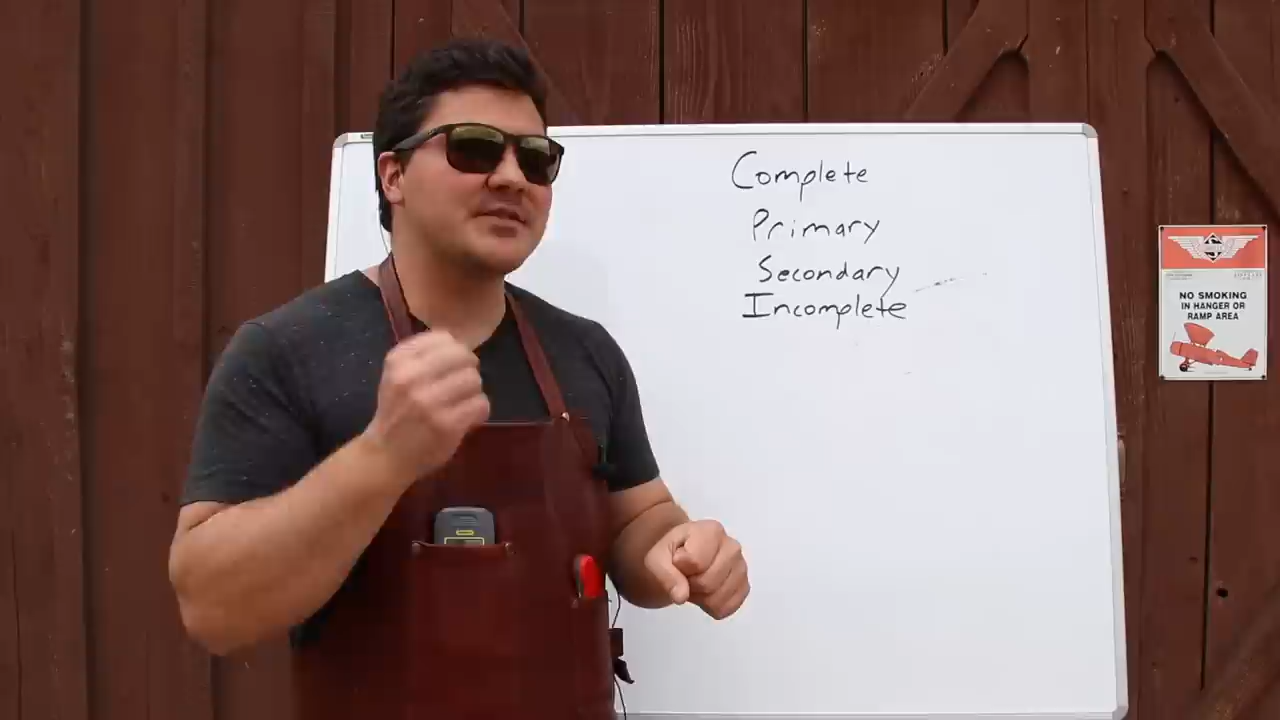 Complete
Primary
Secondary
Incomplete
NO SMOKING
IN HANGER OR
RAMP AREA